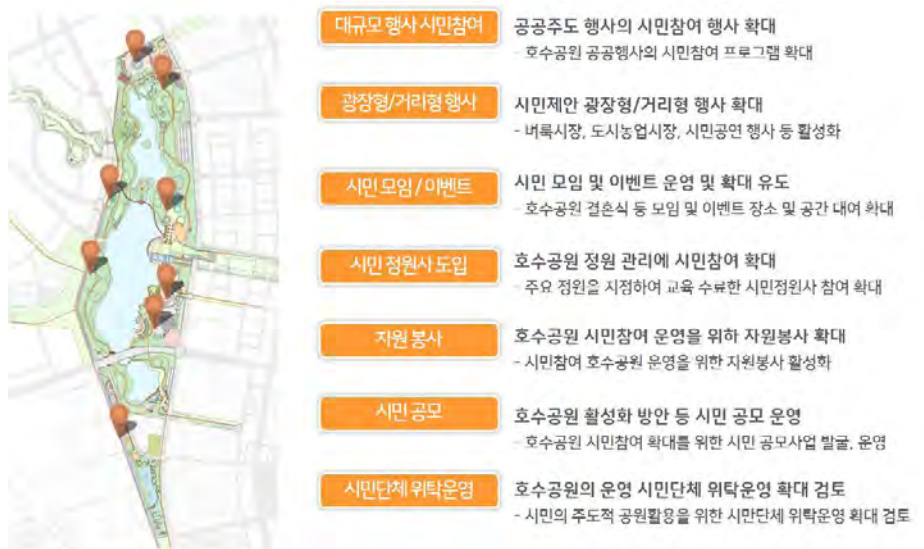 대규모 행사 시민참여
공공주도 행사의 시민참여 행사 확대
- 호수공원 공공행사의 시민참여 프로그램 확대
광장형/거리형 행사
시민제안 광장형/거리형 행사 확대
- 벼룩시장, 도시농업시장, 시민공연 행사 등 활성화
시민 모임 / 이벤트
시민 모임 및 이벤트 운영 및 확대 유도
- 호수공원 결혼식 등 모임 및 이벤트 장소 및 공간 대여 확대
시민 정원사 도입
호수공원 정원 관리에 시민참여 확대
- 주요 정원을 지정하여 교육 수료한 시민정원사 참여 확대
자원 봉사
호수공원 시민참여 운영을 위하 자원봉사 확대
- 시민참여 호수공원 운영을 위한 자원봉사 활성화
시민 공모
호수공원 활성화 방안 등 시민 공모 운영
- 호수공원 시민참여 확대를 위한 시민 공모사업 발굴, 운영
시민단체 위탁운영
호수공원의 운영 시민단체 위탁운영 확대 검토
- 시민의 주도적 공원활용을 위한 시만단체 위탁운영 확대 검토